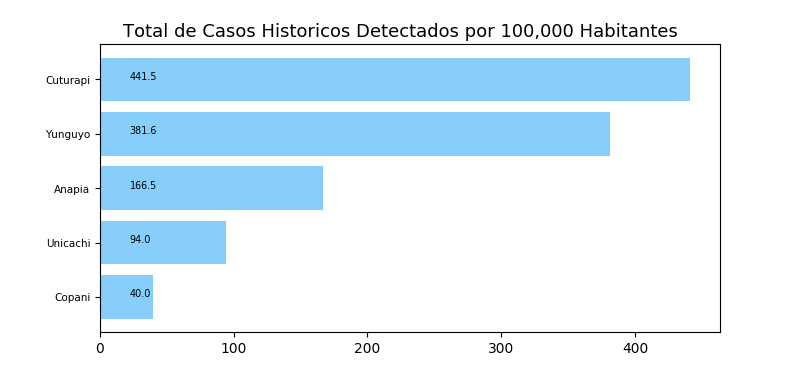 Total de Casos Historicos Detectados por 100,000 Habitantes
Cuturapi 441.5
Yunguyo 381.6
Anapia 166.5
Unicachi 94.0
Copani 40.0
0 100 200 300 400